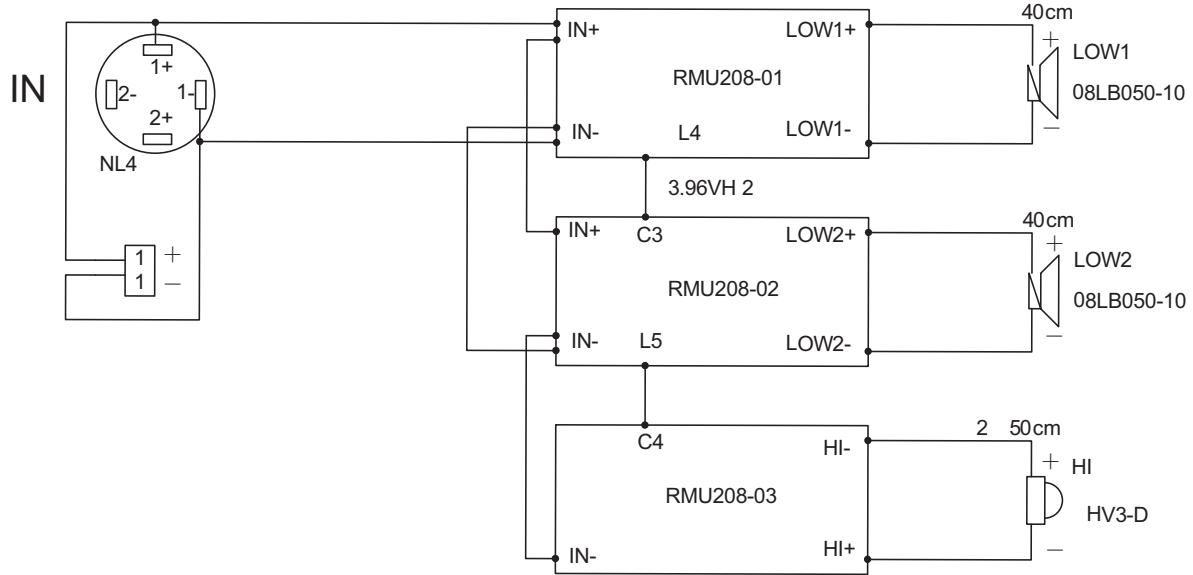 IN
1+
2-
1-
2+
NL4
1 +
1 −
IN+
LOW1+
RMU208-01
IN-
L4
LOW1-
40cm
+
LOW1
08LB050-10
−
3.96VH 2
IN+
C3
LOW2+
RMU208-02
IN-
L5
LOW2-
40cm
+
LOW2
08LB050-10
−
C4
HI-
RMU208-03
IN-
HI+
2 50cm
+
HI
HV3-D
−